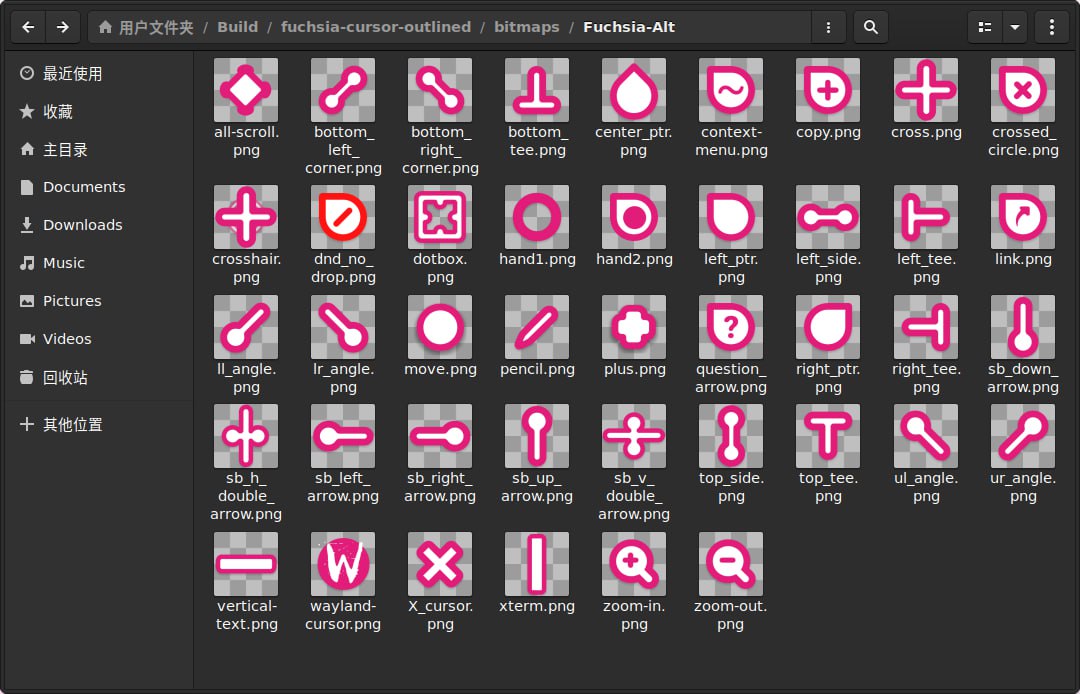 用户文件夹 / Build / fuchsia-cursor-outlined / bitmaps / Fuchsia-Alt
最近使用
收藏
主目录
Documents
Downloads
Music
Pictures
Videos
回收站
其他位置
all-scroll.
png
bottom_
left_
corner.png
bottom_
right_
corner.png
bottom_
tee.png
center_ptr.
png
context-
menu.png
copy.png
cross.png
crossed_
circle.png
crosshair.
png
dnd_no_
drop.png
dotbox.
png
hand1.png
hand2.png
left_ptr.
png
left_side.
png
left_tee.
png
link.png
ll_angle.
png
lr_angle.
png
move.png
pencil.png
plus.png
?
question_
arrow.png
right_ptr.
png
right_tee.
png
sb_down_
arrow.png
sb_h_
double_
arrow.png
sb_left_
arrow.png
sb_right_
arrow.png
sb_up_
arrow.png
sb_v_
double_
arrow.png
top_side.
png
top_tee.
png
ul_angle.
png
ur_angle.
png
vertical-
text.png
W
wayland-
cursor.png
X_cursor.
png
xterm.png
zoom-in.
png
zoom-out.
png